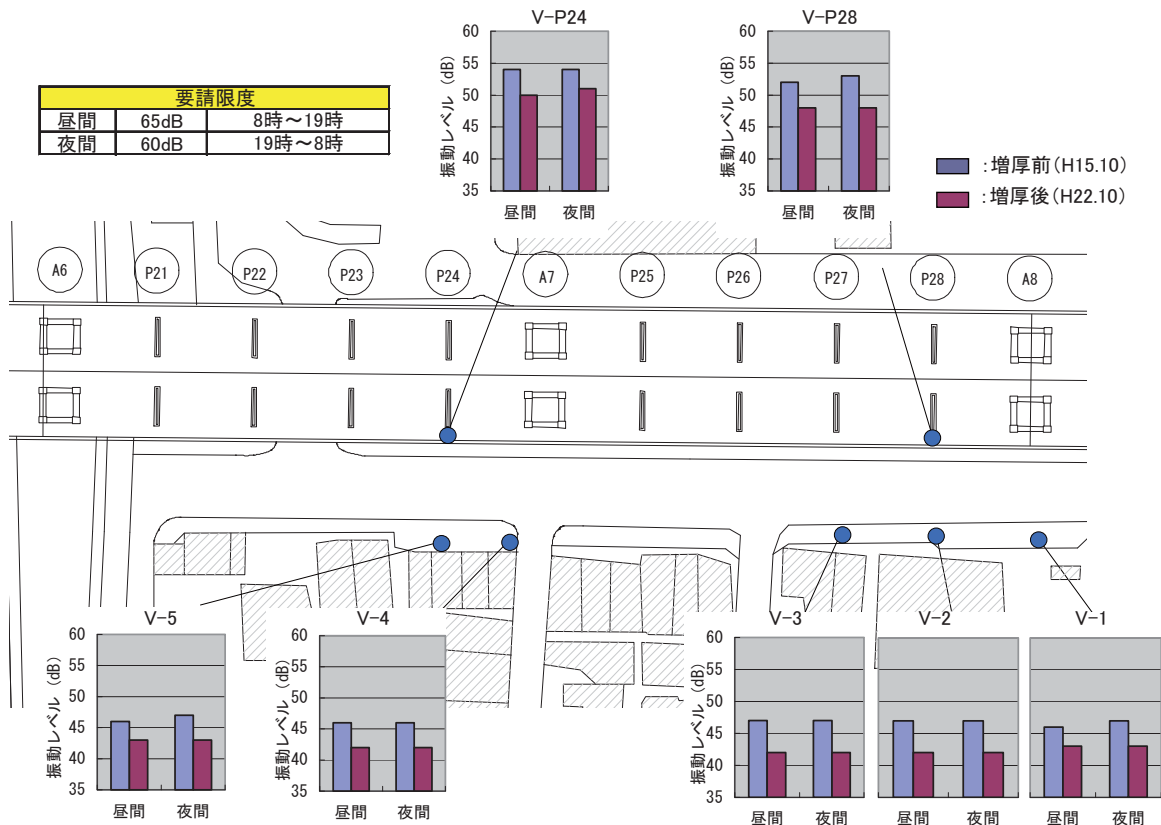 V-P24
60
55
50
45
40
35
振動レベル (dB)
昼間 夜間
V-P28
60
55
50
45
40
35
振動レベル (dB)
昼間 夜間
要請限度
昼間 65dB 8時～19時
夜間 60dB 19時～8時
:増厚前(H15.10)
:増厚後(H22.10)
A6 P21 P22 P23 P24 A7 P25 P26 P27 P28 A8
V-5
60
55
50
45
40
35
振動レベル (dB)
昼間 夜間
V-4
60
55
50
45
40
35
振動レベル (dB)
昼間 夜間
V-3
60
55
50
45
40
35
振動レベル (dB)
昼間 夜間
V-2
昼間 夜間
V-1
昼間 夜間